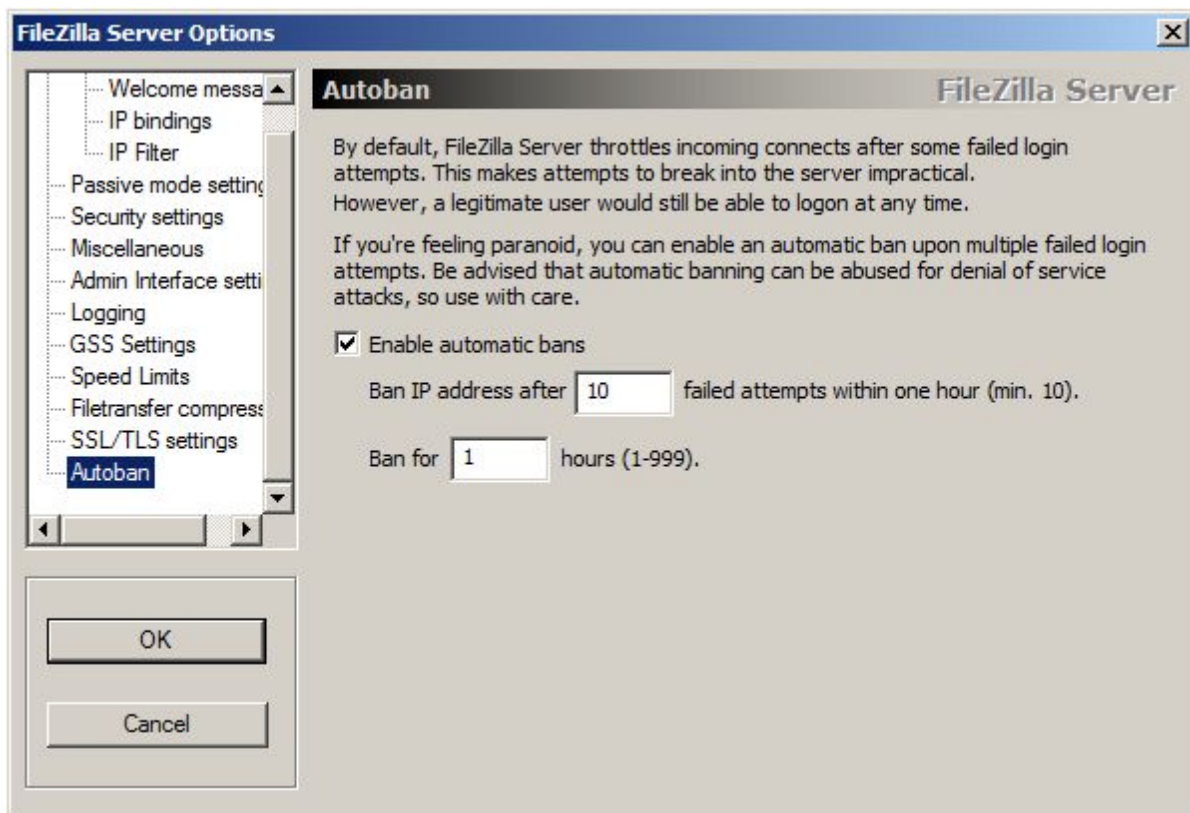 FileZilla Server Options
Welcome messa
IP bindings
IP Filter
Passive mode setting
Security settings
Miscellaneous
Admin Interface setti
Logging
GSS Settings
Speed Limits
Filetransfer compress
SSL/TLS settings
Autoban
OK
Cancel
Autoban
FileZilla Server
By default, FileZilla Server throttles incoming connects after some failed login
attempts. This makes attempts to break into the server impractical.
However, a legitimate user would still be able to logon at any time.
If you're feeling paranoid, you can enable an automatic ban upon multiple failed login
attempts. Be advised that automatic banning can be abused for denial of service
attacks, so use with care.
Enable automatic bans
Ban IP address after 10 failed attempts within one hour (min. 10).
Ban for 1 hours (1-999).